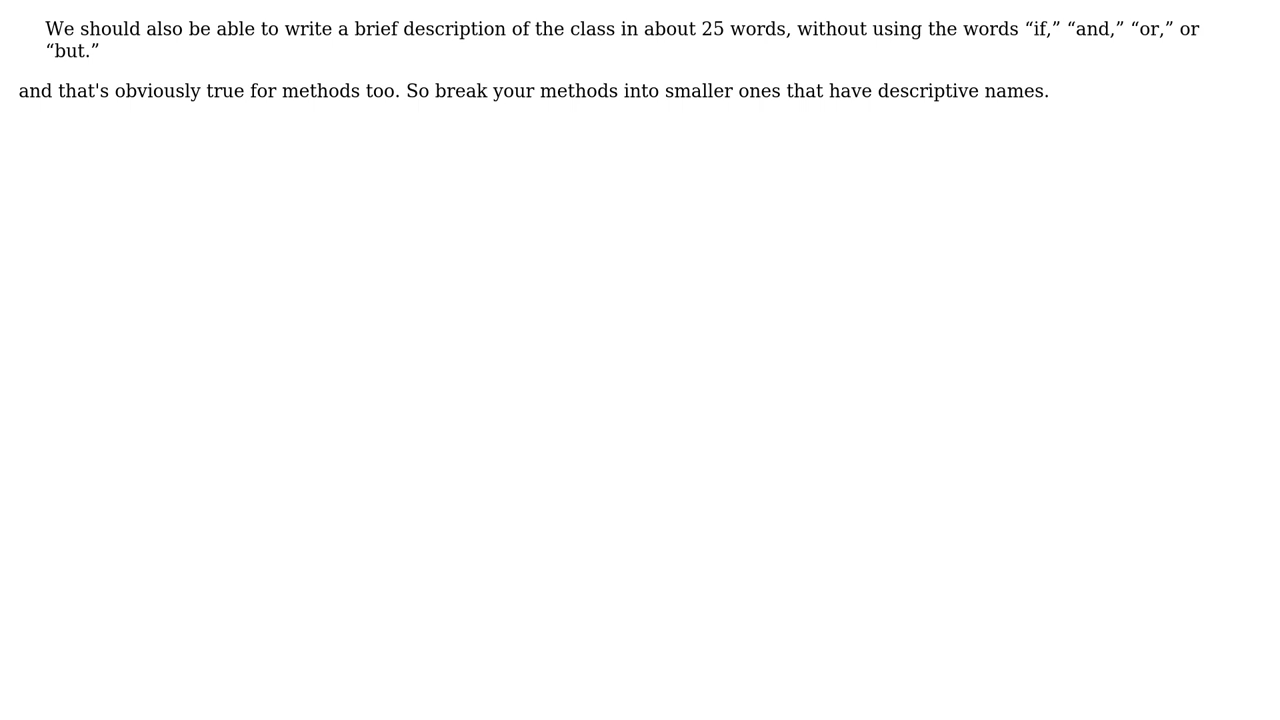 We should also be able to write a brief description of the class in about 25 words, without using the words “if,” “and,” “or,” or
“but.”
and that's obviously true for methods too. So break your methods into smaller ones that have descriptive names.